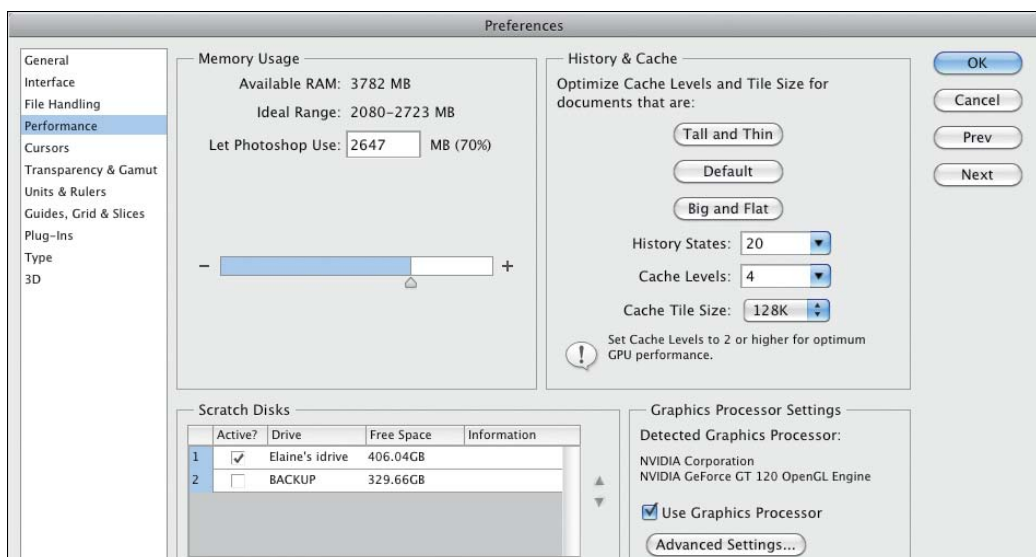 Preferences
General
Interface
File Handling
Performance
Cursors
Transparency & Gamut
Units & Rulers
Guides, Grid & Slices
Plug-Ins
Type
3D
Memory Usage
Available RAM: 3782 MB
Ideal Range: 2080-2723 MB
Let Photoshop Use: 2647 MB (70%)
- +
History & Cache
Optimize Cache Levels and Tile Size for
documents that are:
Tall and Thin
Default
Big and Flat
History States: 20
Cache Levels: 4
Cache Tile Size: 128K
! Set Cache Levels to 2 or higher for optimum
GPU performance.
OK
Cancel
Prev
Next
Scratch Disks
Active? Drive Free Space Information
1 Elaine's idrive 406.04GB
2 BACKUP 329.66GB
Graphics Processor Settings
Detected Graphics Processor:
NVIDIA Corporation
NVIDIA GeForce GT 120 OpenGL Engine
Use Graphics Processor
Advanced Settings...